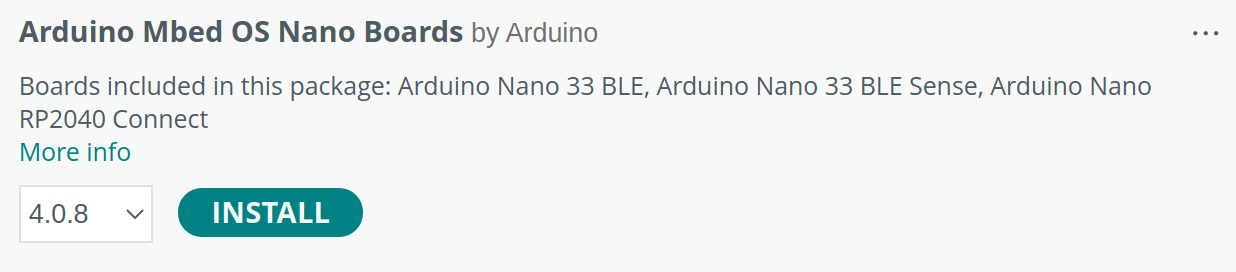 Arduino Mbed OS Nano Boards by Arduino
Boards included in this package: Arduino Nano 33 BLE, Arduino Nano 33 BLE Sense, Arduino Nano
RP2040 Connect
More info
4.0.8 INSTALL